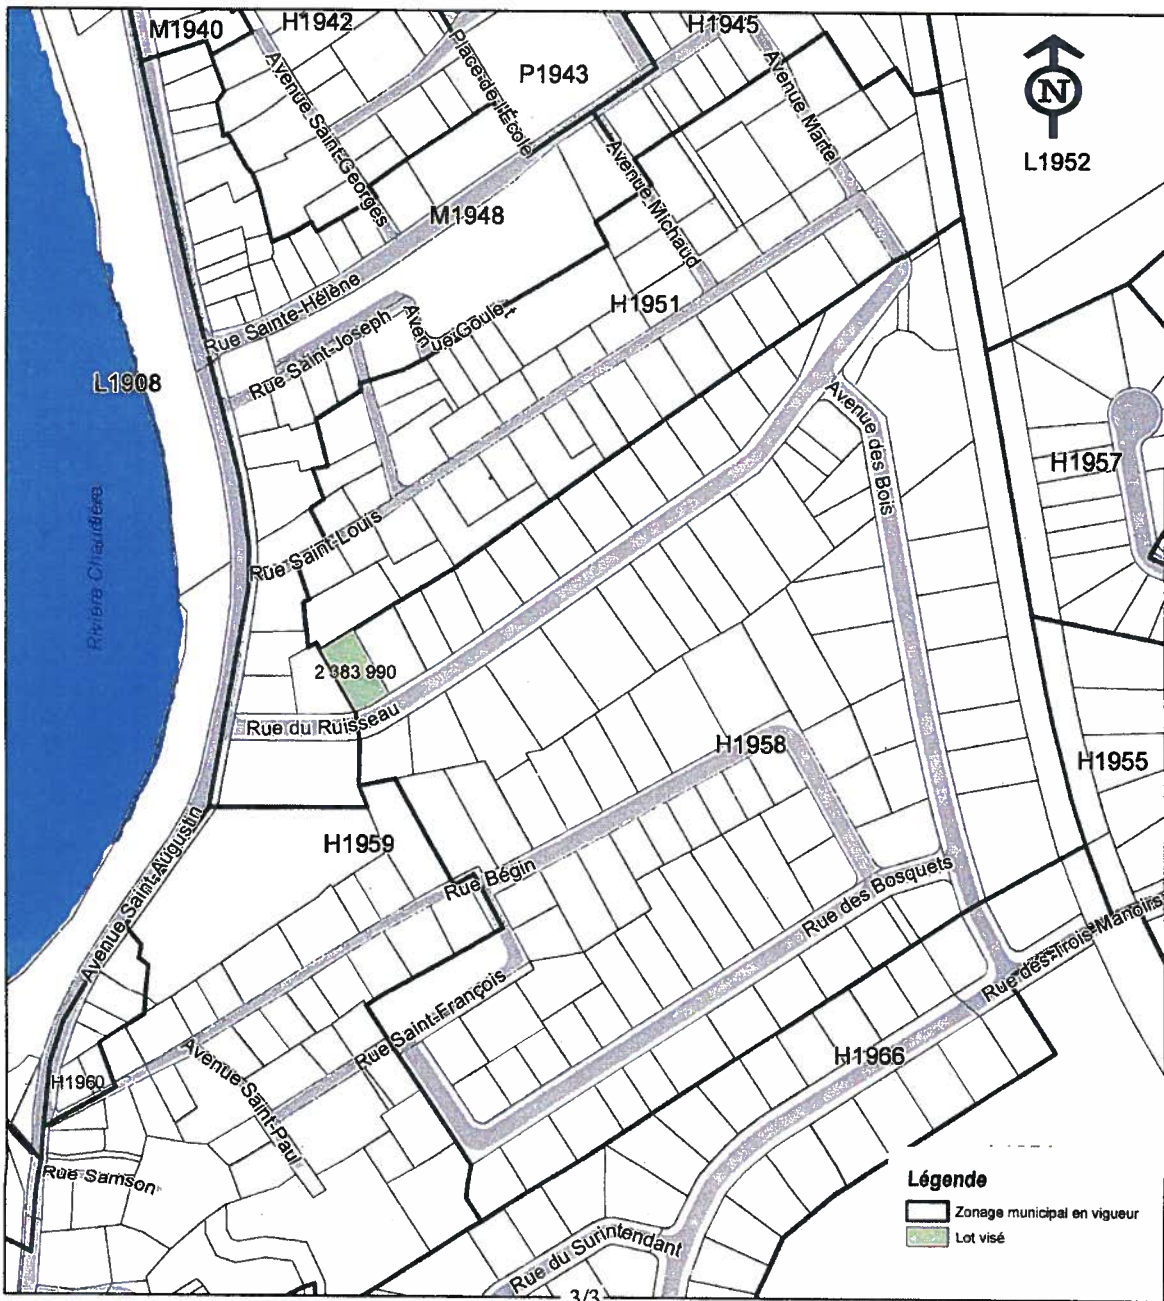 M1940
H1942
H1945
P1943
Place de l'École
Avenue Saint-Georges
Avenue Marte
Avenue Michaud
N
L1952
M1948
Rue Sainte-Hélène
H1951
Avenue Goulet
Rue Saint-Joseph
L1908
Avenue des Bois
H1957
Rivière Chaudière
Rue Saint-Louis
2 383 990
Rue du Ruisseau
H1958
H1955
H1959
Avenue Saint-Augustin
Rue Bégin
Rue des Bosquets
Rue des Trois-Manoirs
Rue Saint-François
Avenue Saint-Paul
H1966
H1960
Rue Samson
Rue du Surintendant
Légende
Zonage municipal en vigueur
Lot visé
3/3